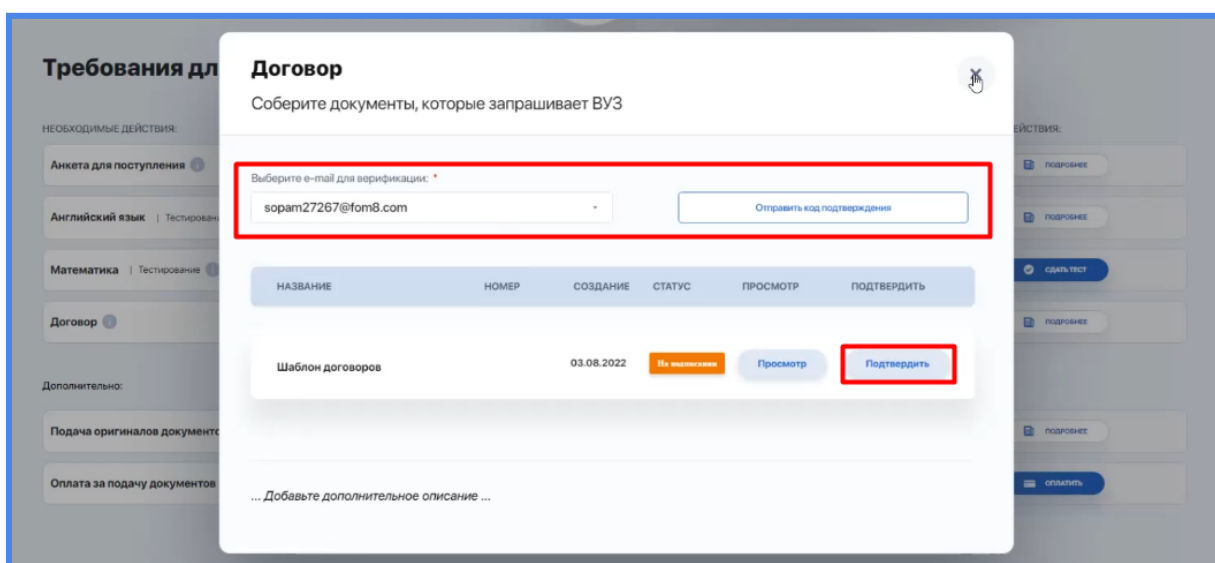 Требования дл
НЕОБХОДИМЫЕ ДЕЙСТВИЯ:
Анкета для поступления
Английский язык | Тестирован
Математика | Тестирование
Договор
Дополнительно:
Подача оригиналов документо
Оплата за подачу документов
Договор
Соберите документы, которые запрашивает ВУЗ
Выберите e-mail для верификации: *
sopam27267@fom8.com
Отправить код подтверждения
НАЗВАНИЕ НОМЕР СОЗДАНИЕ СТАТУС ПРОСМОТР ПОДТВЕРДИТЬ
Шаблон договоров 03.08.2022 На подписании Просмотр Подтвердить
... Добавьте дополнительное описание ...
ЕЙСТВИЯ:
ПОДРОБНЕЕ
ПОДРОБНЕЕ
СДАТЬ ТЕСТ
ПОДРОБНЕЕ
ПОДРОБНЕЕ
ОПЛАТИТЬ